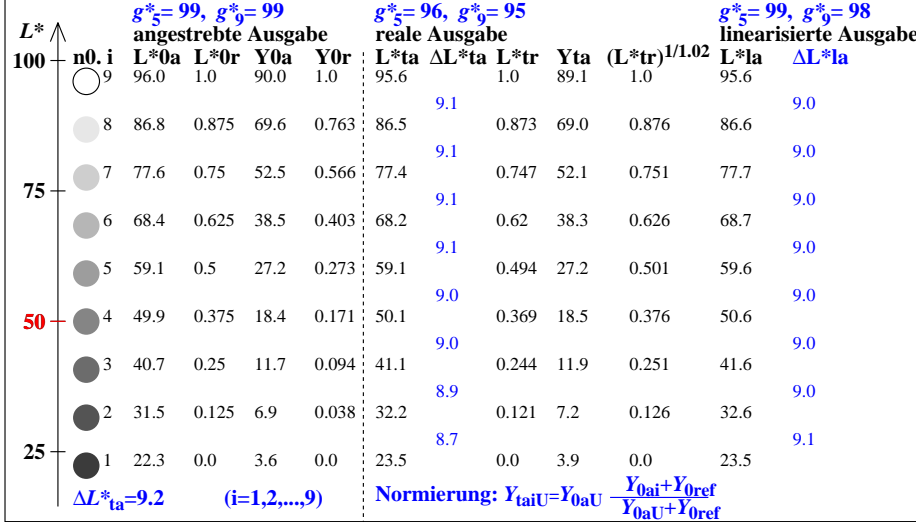 g*5= 99, g*9= 99 g*5= 96, g*9= 95 g*5= 99, g*9= 98
L* angestrebte Ausgabe reale Ausgabe linearisierte Ausgabe
100 n0. i L*0a L*0r Y0a Y0r L*ta ΔL*ta L*tr Yta (L*tr)1/1.02 L*la ΔL*la
9 96.0 1.0 90.0 1.0 95.6 1.0 89.1 1.0 95.6
9.1 9.0
8 86.8 0.875 69.6 0.763 86.5 0.873 69.0 0.876 86.6
9.1 9.0
7 77.6 0.75 52.5 0.566 77.4 0.747 52.1 0.751 77.7
75 9.1 9.0
6 68.4 0.625 38.5 0.403 68.2 0.62 38.3 0.626 68.7
9.1 9.0
5 59.1 0.5 27.2 0.273 59.1 0.494 27.2 0.501 59.6
9.0 9.0
50 4 49.9 0.375 18.4 0.171 50.1 0.369 18.5 0.376 50.6
9.0 9.0
3 40.7 0.25 11.7 0.094 41.1 0.244 11.9 0.251 41.6
8.9 9.0
2 31.5 0.125 6.9 0.038 32.2 0.121 7.2 0.126 32.6
8.7 9.1
25 1 22.3 0.0 3.6 0.0 23.5 0.0 3.9 0.0 23.5
ΔL*ta=9.2 (i=1,2,...,9) Normierung: YtaiU=Y0aU Y0ai+Y0ref
Y0aU+Y0ref